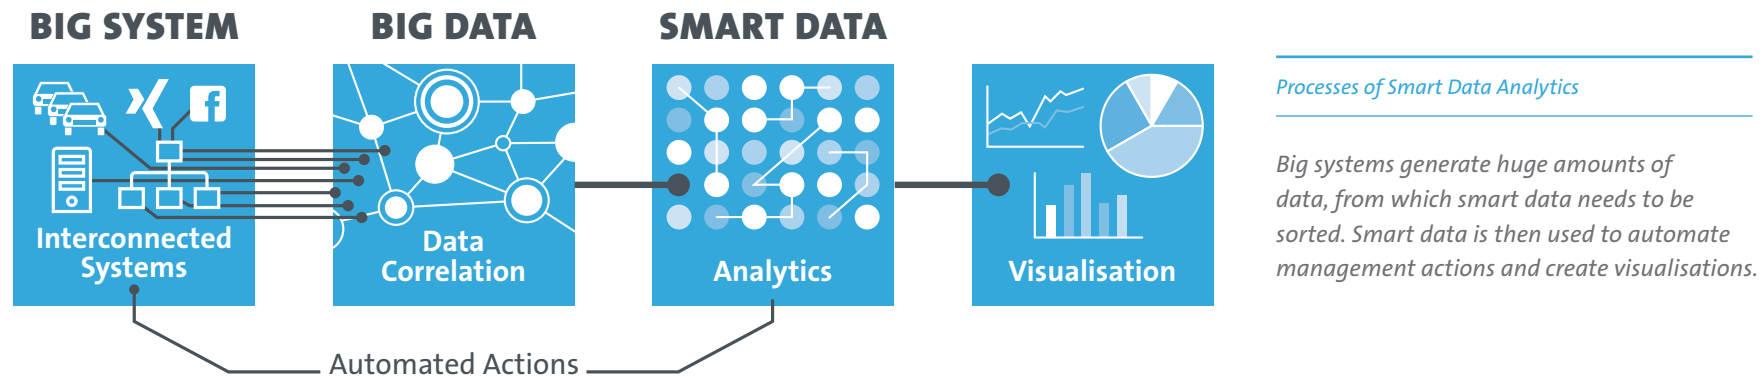 BIG SYSTEM
BIG DATA
SMART DATA
Interconnected
Systems
Data
Correlation
Analytics
Visualisation
Automated Actions
Processes of Smart Data Analytics
Big systems generate huge amounts of
data, from which smart data needs to be
sorted. Smart data is then used to automate
management actions and create visualisations.